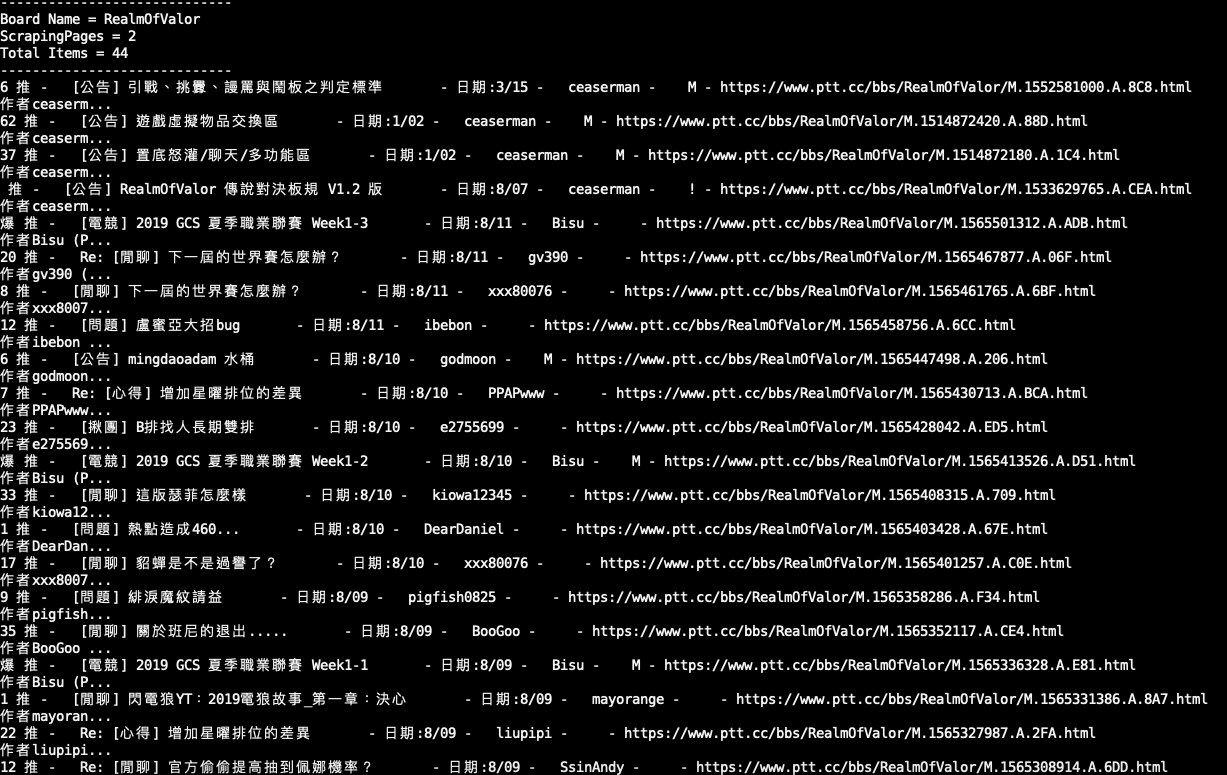 -----------------------------
Board Name = RealmOfValor
ScrapingPages = 2
Total Items = 44
-----------------------------
6 推 -   [公告] 引戰、挑釁、謾罵與鬧板之判定標準       - 日期:3/15 -   ceaserman -    M - https://www.ptt.cc/bbs/RealmOfValor/M.1552581000.A.8C8.html
作者ceaserm...
62 推 -   [公告] 遊戲虛擬物品交換區       - 日期:1/02 -   ceaserman -    M - https://www.ptt.cc/bbs/RealmOfValor/M.1514872420.A.88D.html
作者ceaserm...
37 推 -   [公告] 置底怒灌/聊天/多功能區       - 日期:1/02 -   ceaserman -    M - https://www.ptt.cc/bbs/RealmOfValor/M.1514872180.A.1C4.html
作者ceaserm...
 推 -   [公告] RealmOfValor 傳說對決板規 V1.2 版       - 日期:8/07 -   ceaserman -    ! - https://www.ptt.cc/bbs/RealmOfValor/M.1533629765.A.CEA.html
作者ceaserm...
爆 推 -   [電競] 2019 GCS 夏季職業聯賽 Week1-3       - 日期:8/11 -   Bisu -     - https://www.ptt.cc/bbs/RealmOfValor/M.1565501312.A.ADB.html
作者Bisu (P...
20 推 -   Re: [閒聊] 下一屆的世界賽怎麼辦？       - 日期:8/11 -   gv390 -     - https://www.ptt.cc/bbs/RealmOfValor/M.1565467877.A.06F.html
作者gv390 (...
8 推 -   [閒聊] 下一屆的世界賽怎麼辦？       - 日期:8/11 -   xxx80076 -     - https://www.ptt.cc/bbs/RealmOfValor/M.1565461765.A.6BF.html
作者xxx8007...
12 推 -   [問題] 盧蜜亞大招bug       - 日期:8/11 -   ibebon -     - https://www.ptt.cc/bbs/RealmOfValor/M.1565458756.A.6CC.html
作者ibebon ...
6 推 -   [公告] mingdaoadam 水桶       - 日期:8/10 -   godmoon -    M - https://www.ptt.cc/bbs/RealmOfValor/M.1565447498.A.206.html
作者godmoon...
7 推 -   Re: [心得] 增加星曜排位的差異       - 日期:8/10 -   PPAPwww -     - https://www.ptt.cc/bbs/RealmOfValor/M.1565430713.A.BCA.html
作者PPAPwww...
23 推 -   [揪團] B排找人長期雙排       - 日期:8/10 -   e2755699 -     - https://www.ptt.cc/bbs/RealmOfValor/M.1565428042.A.ED5.html
作者e275569...
爆 推 -   [電競] 2019 GCS 夏季職業聯賽 Week1-2       - 日期:8/10 -   Bisu -    M - https://www.ptt.cc/bbs/RealmOfValor/M.1565413526.A.D51.html
作者Bisu (P...
33 推 -   [閒聊] 這版瑟菲怎麼樣       - 日期:8/10 -   kiowa12345 -     - https://www.ptt.cc/bbs/RealmOfValor/M.1565408315.A.709.html
作者kiowa12...
1 推 -   [問題] 熱點造成460...       - 日期:8/10 -   DearDaniel -     - https://www.ptt.cc/bbs/RealmOfValor/M.1565403428.A.67E.html
作者DearDan...
17 推 -   [閒聊] 貂蟬是不是過譽了？       - 日期:8/10 -   xxx80076 -     - https://www.ptt.cc/bbs/RealmOfValor/M.1565401257.A.C0E.html
作者xxx8007...
9 推 -   [問題] 緋淚魔紋請益       - 日期:8/09 -   pigfish0825 -     - https://www.ptt.cc/bbs/RealmOfValor/M.1565358286.A.F34.html
作者pigfish...
35 推 -   [閒聊] 關於班尼的退出.....       - 日期:8/09 -   BooGoo -     - https://www.ptt.cc/bbs/RealmOfValor/M.1565352117.A.CE4.html
作者BooGoo ...
爆 推 -   [電競] 2019 GCS 夏季職業聯賽 Week1-1       - 日期:8/09 -   Bisu -    M - https://www.ptt.cc/bbs/RealmOfValor/M.1565336328.A.E81.html
作者Bisu (P...
1 推 -   [閒聊] 閃電狼YT：2019電狼故事_第一章：決心       - 日期:8/09 -   mayorange -     - https://www.ptt.cc/bbs/RealmOfValor/M.1565331386.A.8A7.html
作者mayoran...
22 推 -   Re: [心得] 增加星曜排位的差異       - 日期:8/09 -   liupipi -     - https://www.ptt.cc/bbs/RealmOfValor/M.1565327987.A.2FA.html
作者liupipi...
12 推 -   Re: [閒聊] 官方偷偷提高抽到佩娜機率？       - 日期:8/09 -   SsinAndy -     - https://www.ptt.cc/bbs/RealmOfValor/M.1565308914.A.6DD.html